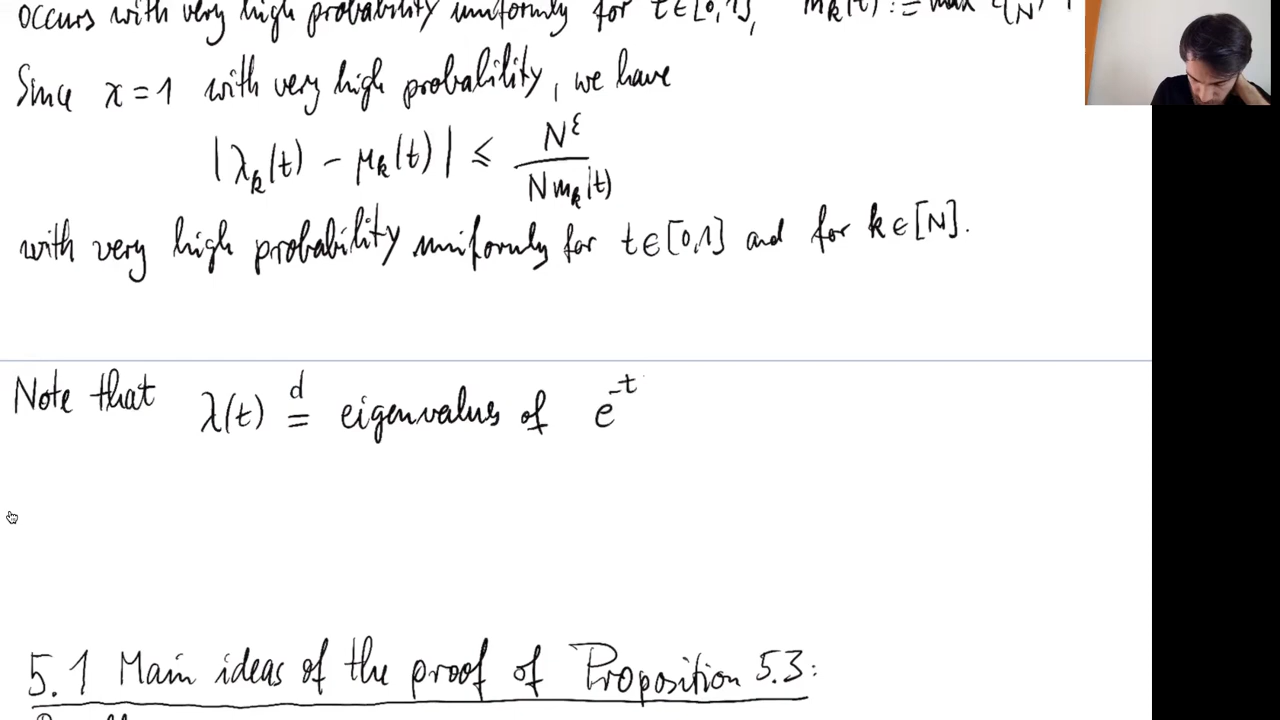 occurs with very high probability uniformly for t∈[0,1], m_k(t) := max
Since x = 1 with very high probability, we have
|λ_k(t) - μ_k(t)| ≤ N^ε / (N m_k(t))
with very high probability uniformly for t∈[0,1] and for k∈[N].
Note that λ(t) =^d eigenvalues of e^{-t}
5.1 Main ideas of the proof of Proposition 5.3: